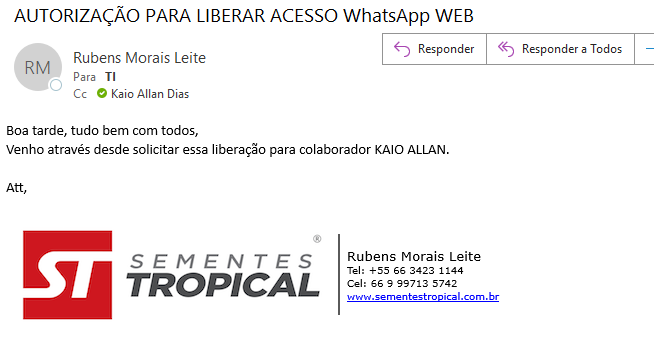 AUTORIZAÇÃO PARA LIBERAR ACESSO WhatsApp WEB
RM
Rubens Morais Leite
Para TI
Cc Kaio Allan Dias
Responder
Responder a Todos
Boa tarde, tudo bem com todos,
Venho através desde solicitar essa liberação para colaborador KAIO ALLAN.
Att,
ST
SEMENTES ®
TROPICAL
Rubens Morais Leite
Tel: +55 66 3423 1144
Cel: 66 9 99713 5742
www.sementestropical.com.br